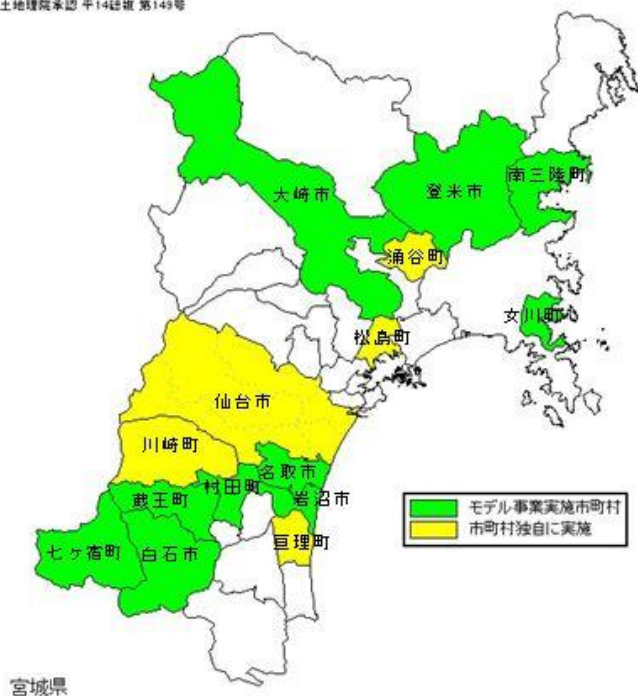 土地理院承認 平14総複 第149号
大崎市
登米市
南三陸町
涌谷町
女川町
松島町
仙台市
川崎町
名取市
村田町
蔵王町
岩沼市
モデル事業実施市町村
市町村独自に実施
亘理町
七ヶ宿町
白石市
宮城県